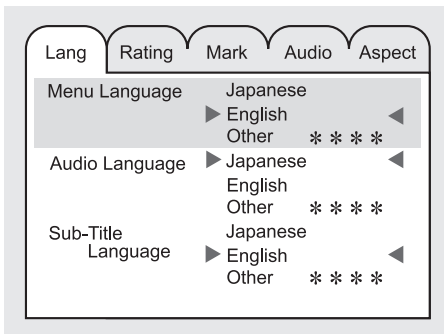 Lang Rating Mark Audio Aspect
Menu Language Japanese
English
Other ＊＊＊＊
Audio Language Japanese
English
Other ＊＊＊＊
Sub-Title Japanese
Language English
Other ＊＊＊＊